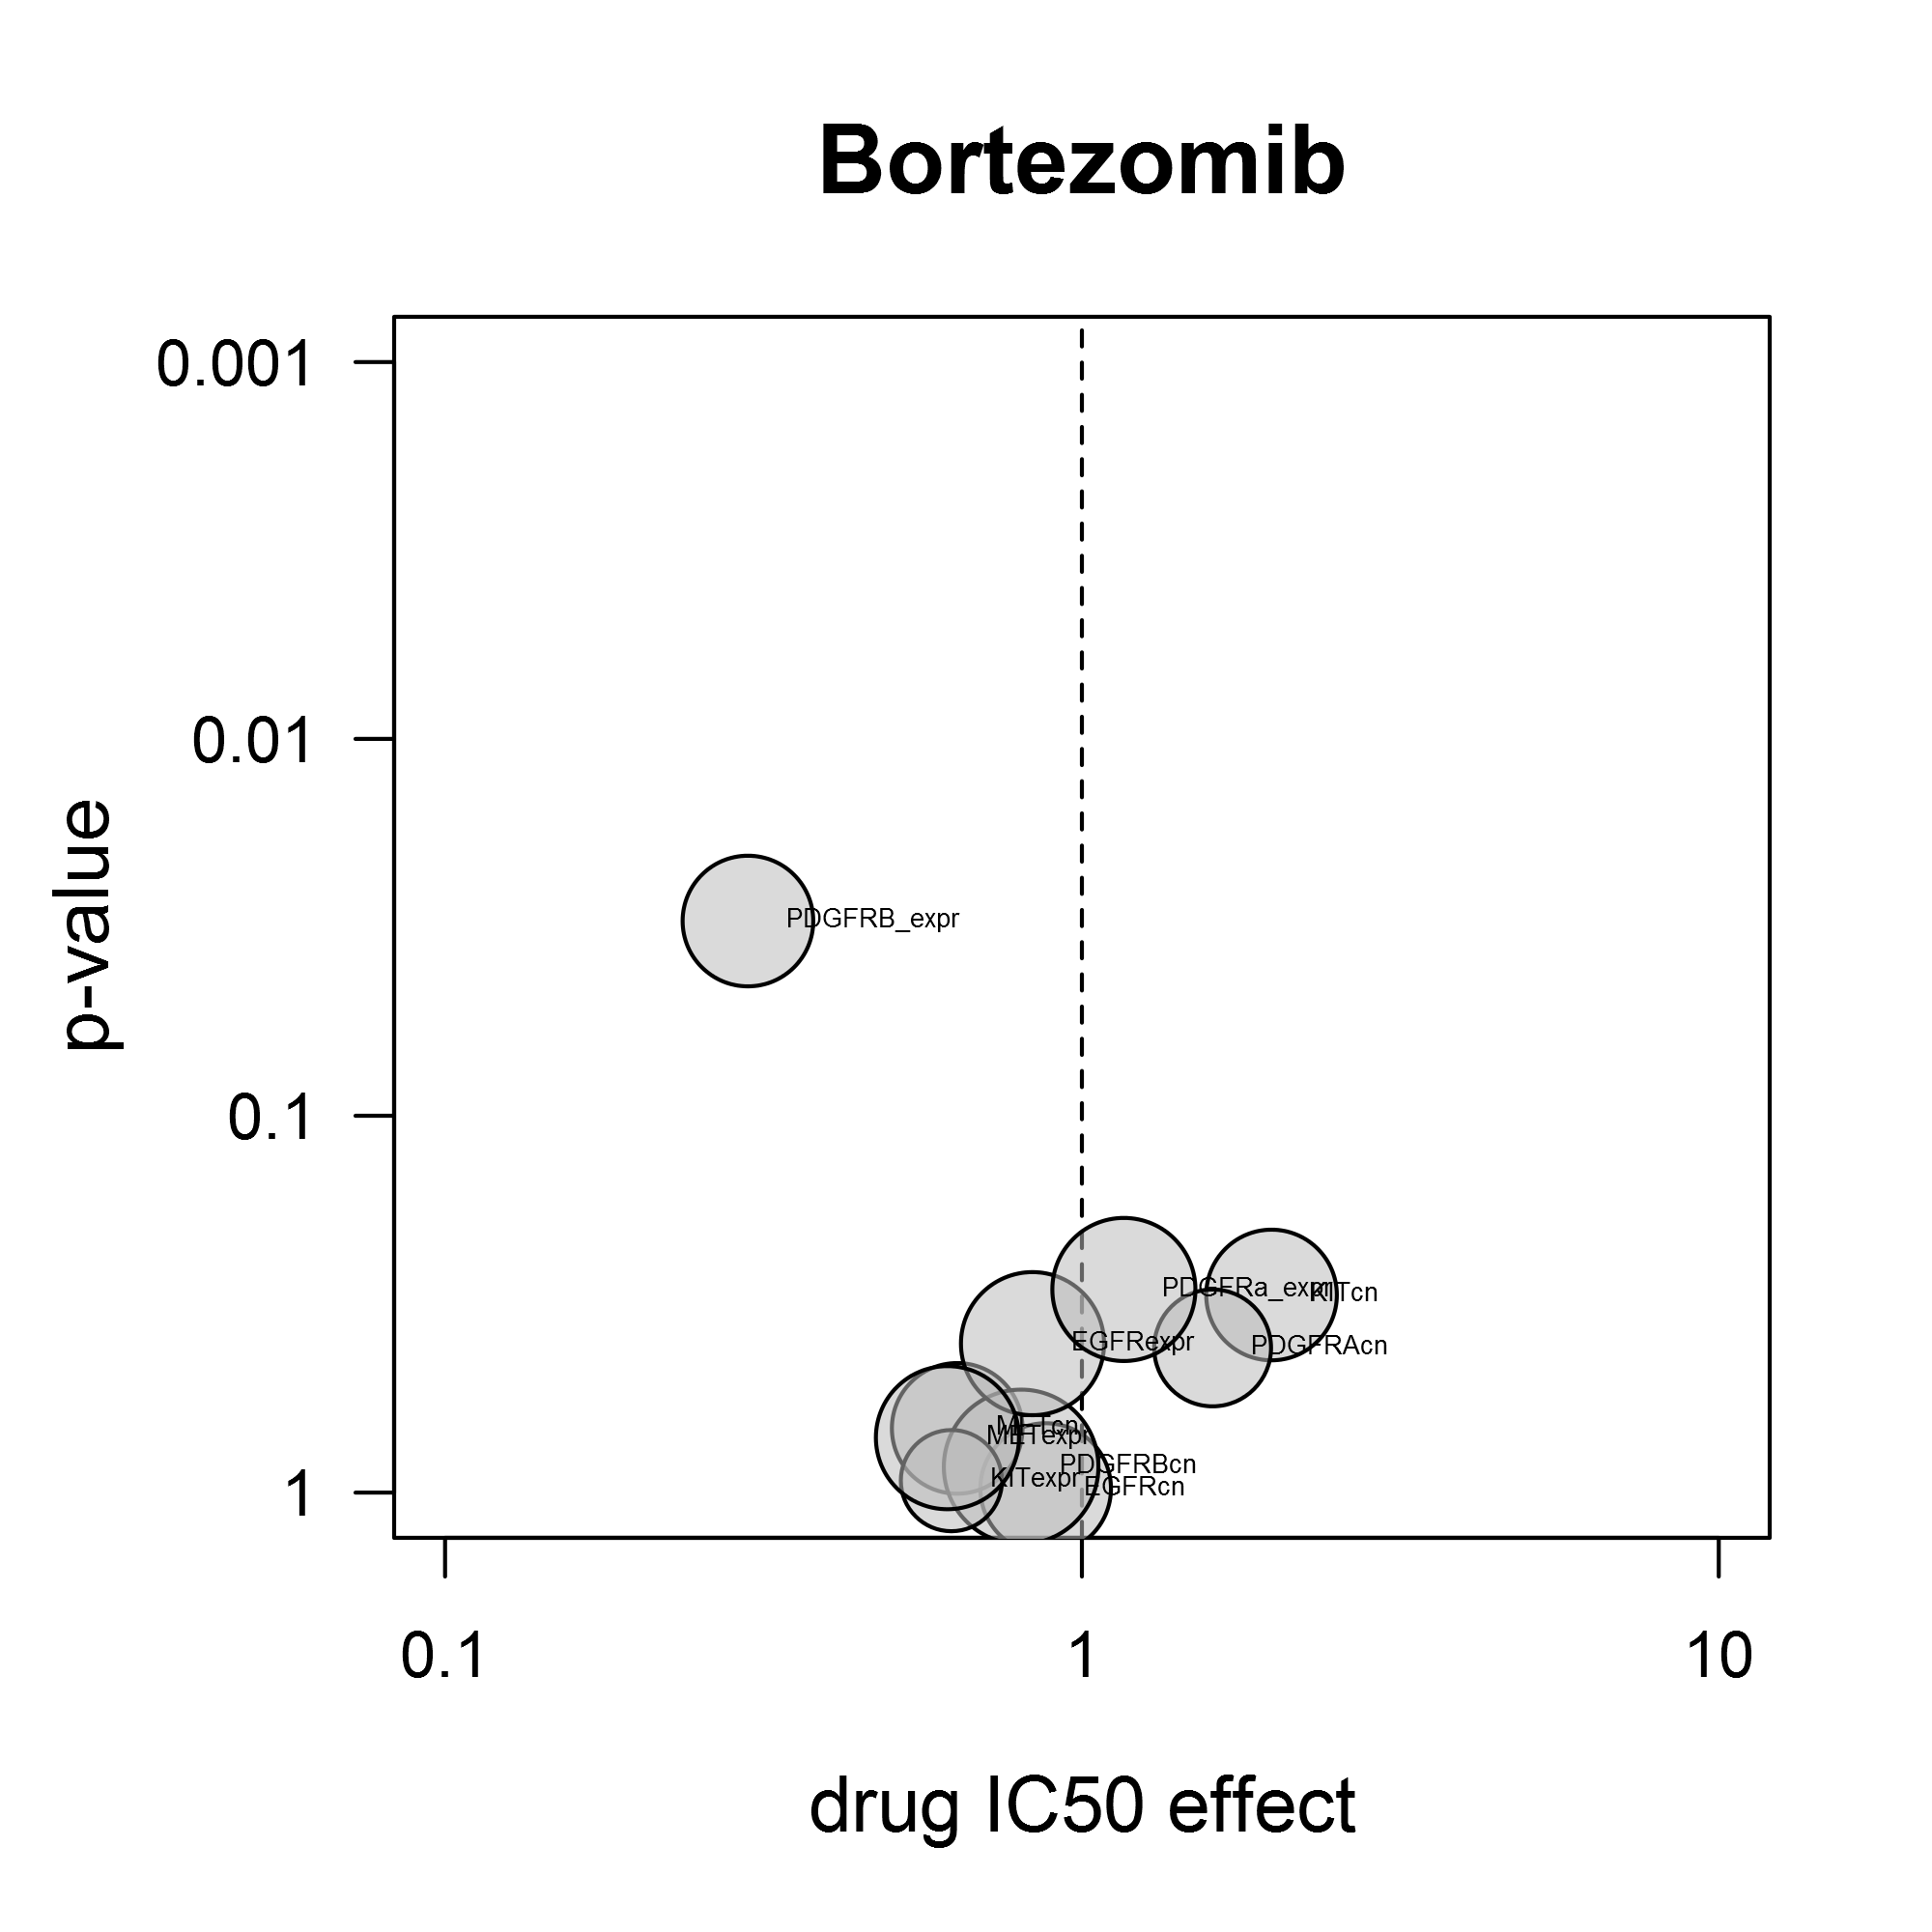 Bortezomib
0.001
0.01
0.1
1
p-value
PDGFRB_expr
PDGFRa_expr
KITcn
EGFRexpr
PDGFRAcn
METcn
METexpr
PDGFRBcn
KITexpr
EGFRcn
0.1
1
10
drug IC50 effect